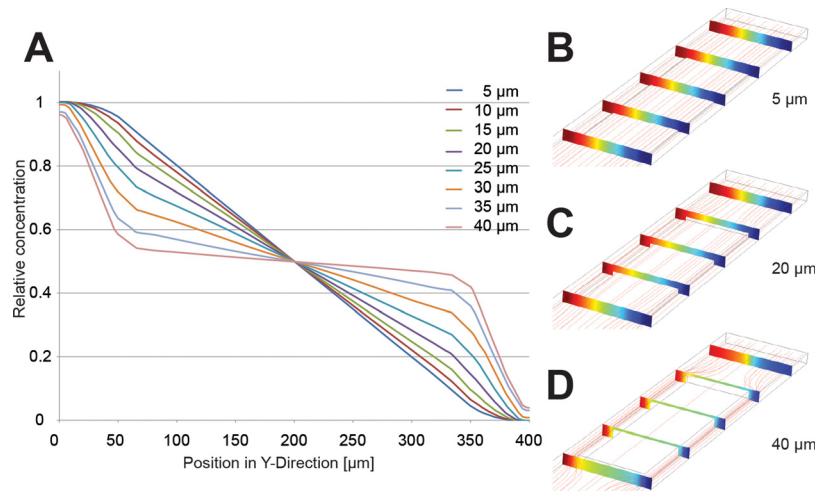 A
Relative concentration
1
0.8
0.6
0.4
0.2
0
0 50 100 150 200 250 300 350 400
Position in Y-Direction [µm]
5 µm
10 µm
15 µm
20 µm
25 µm
30 µm
35 µm
40 µm
B
5 µm
C
20 µm
D
40 µm